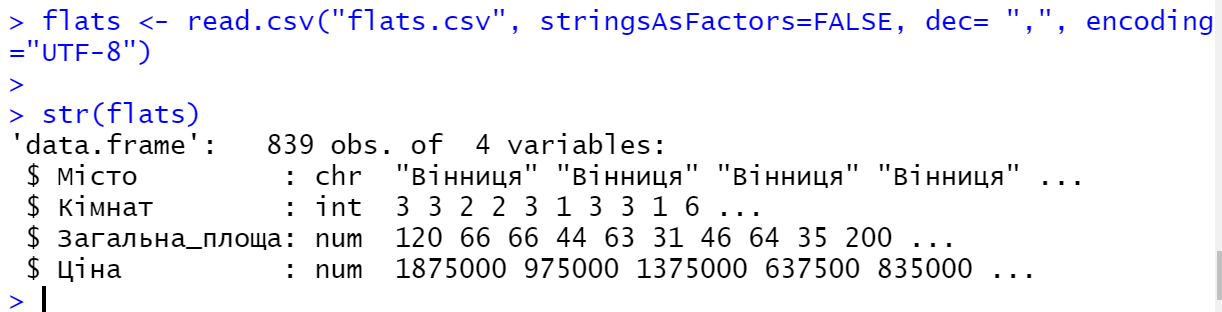 > flats <- read.csv("flats.csv", stringsAsFactors=FALSE, dec= ",", encoding
="UTF-8")
>
> str(flats)
'data.frame':   839 obs. of  4 variables:
 $ Місто         : chr  "Вінниця" "Вінниця" "Вінниця" "Вінниця" ...
 $ Кімнат        : int  3 3 2 2 3 1 3 3 1 6 ...
 $ Загальна_площа: num  120 66 66 44 63 31 46 64 35 200 ...
 $ Ціна          : num  1875000 975000 1375000 637500 835000 ...
>